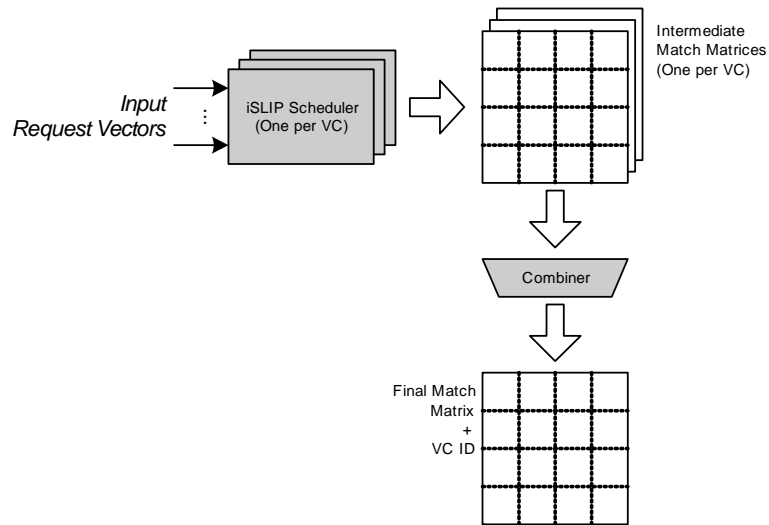 Input
Request Vectors
...
iSLIP Scheduler
(One per VC)
Intermediate
Match Matrices
(One per VC)
Combiner
Final Match
Matrix
+
VC ID